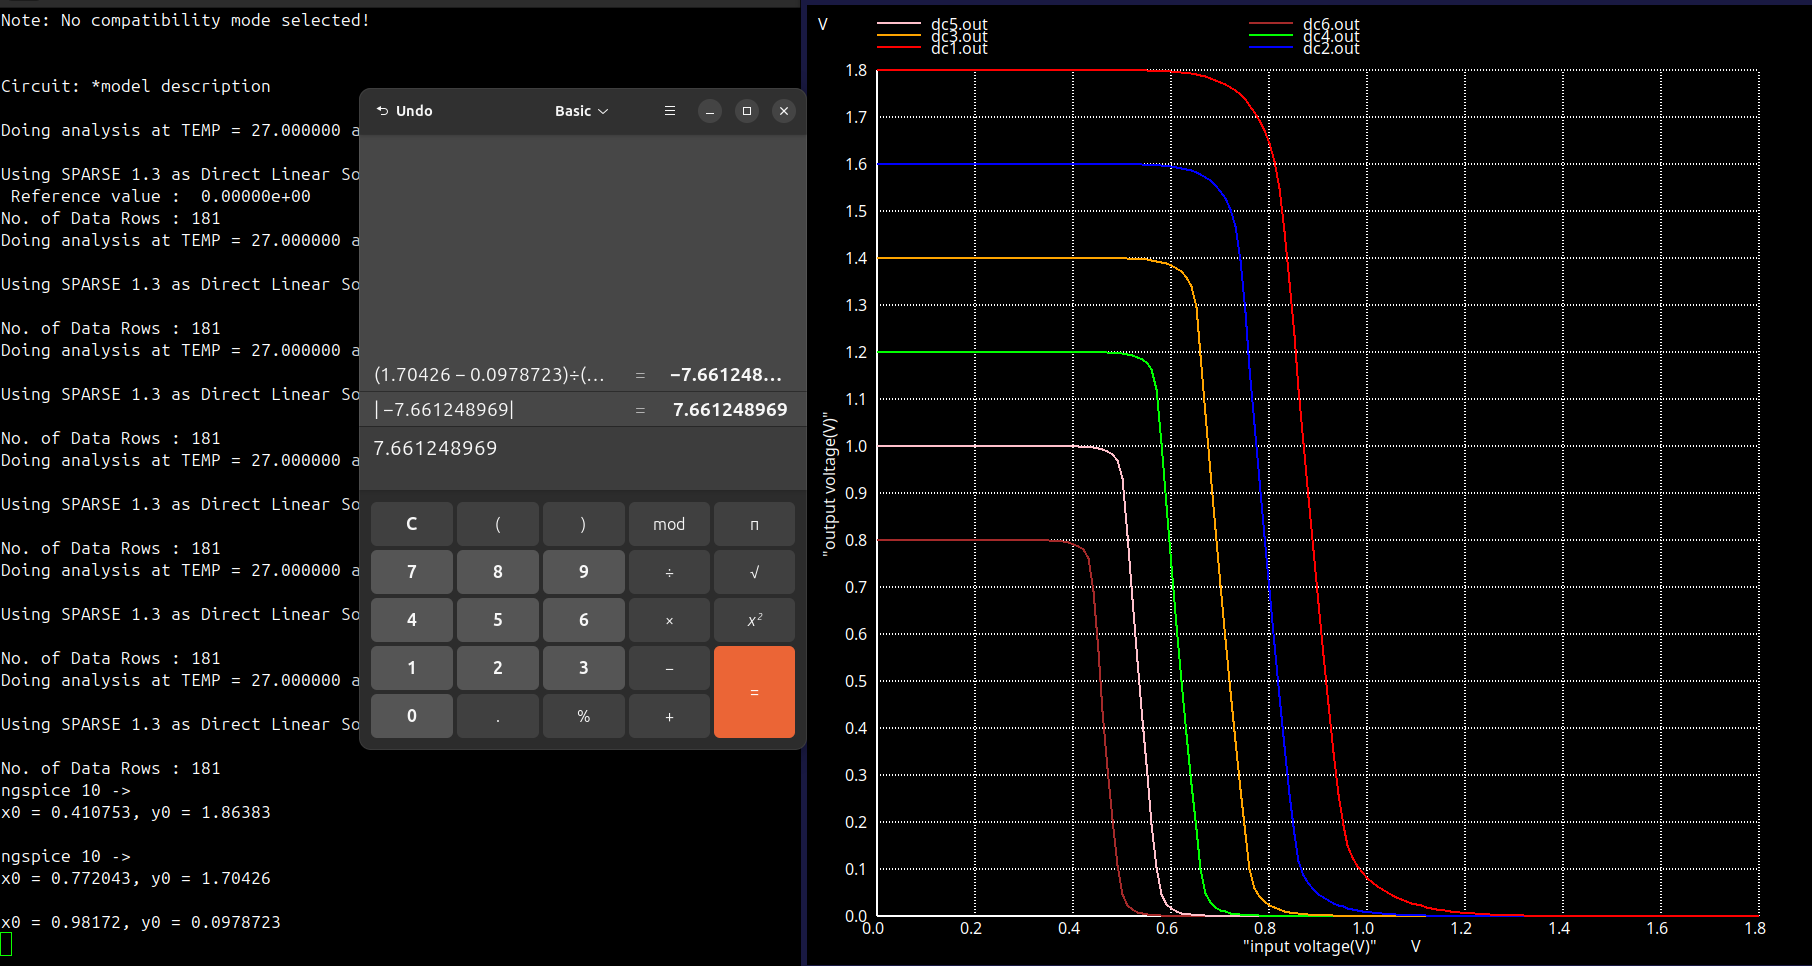 Note: No compatibility mode selected!
Circuit: *model description
Doing analysis at TEMP = 27.000000 a
Using SPARSE 1.3 as Direct Linear So
Reference value : 0.00000e+00
No. of Data Rows : 181
Doing analysis at TEMP = 27.000000 a
Using SPARSE 1.3 as Direct Linear So
No. of Data Rows : 181
Doing analysis at TEMP = 27.000000 a
Using SPARSE 1.3 as Direct Linear So
No. of Data Rows : 181
Doing analysis at TEMP = 27.000000 a
Using SPARSE 1.3 as Direct Linear So
No. of Data Rows : 181
Doing analysis at TEMP = 27.000000 a
Using SPARSE 1.3 as Direct Linear So
No. of Data Rows : 181
Doing analysis at TEMP = 27.000000 a
Using SPARSE 1.3 as Direct Linear So
No. of Data Rows : 181
ngspice 10 ->
x0 = 0.410753, y0 = 1.86383
ngspice 10 ->
x0 = 0.772043, y0 = 1.70426
x0 = 0.98172, y0 = 0.0978723
Undo Basic
(1.70426 − 0.0978723)÷(... = −7.661248...
|−7.661248969| = 7.661248969
7.661248969
C ( ) mod π
7 8 9 ÷ √
4 5 6 × x²
1 2 3 − =
0 . % +
V
dc5.out dc6.out
dc3.out dc4.out
dc1.out dc2.out
1.8
1.7
1.6
1.5
1.4
1.3
1.2
1.1
1.0
0.9
0.8
0.7
0.6
0.5
0.4
0.3
0.2
0.1
0.0
"output voltage(V)"
0.0 0.2 0.4 0.6 0.8 1.0 1.2 1.4 1.6 1.8
"input voltage(V)" V